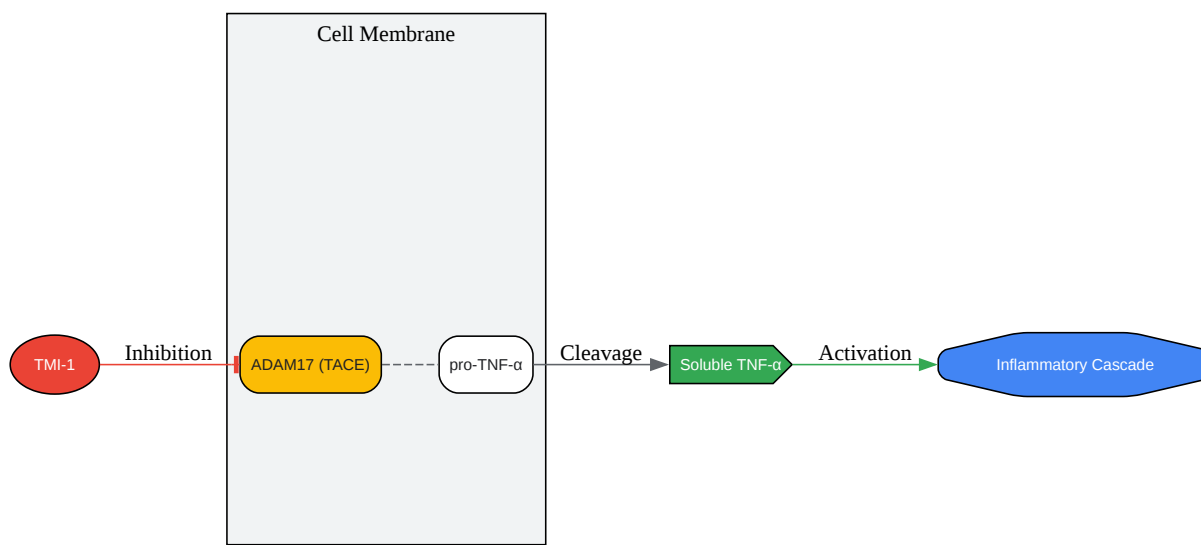 Cell Membrane
TMI-1
Inhibition
ADAM17 (TACE)
pro-TNF-α
Cleavage
Soluble TNF-α
Activation
Inflammatory Cascade